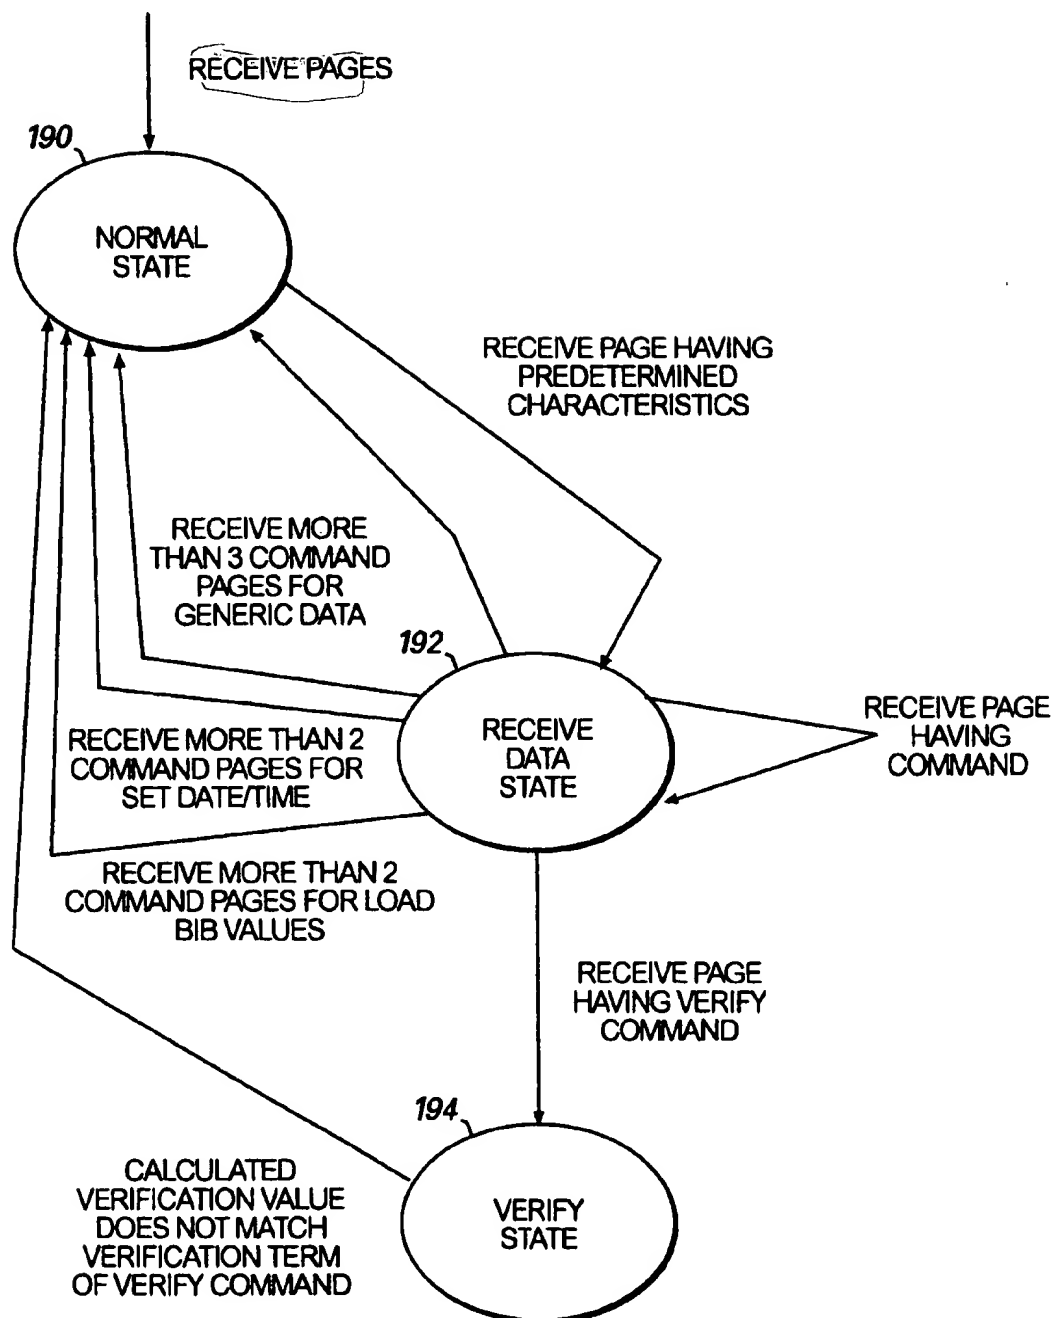 RECEIVE PAGES
190
NORMAL
STATE
RECEIVE PAGE HAVING
PREDETERMINED
CHARACTERISTICS
RECEIVE MORE
THAN 3 COMMAND
PAGES FOR
GENERIC DATA
192
RECEIVE
DATA
STATE
RECEIVE PAGE
HAVING
COMMAND
RECEIVE MORE THAN 2
COMMAND PAGES FOR
SET DATE/TIME
RECEIVE MORE THAN 2
COMMAND PAGES FOR LOAD
BIB VALUES
RECEIVE PAGE
HAVING VERIFY
COMMAND
194
VERIFY
STATE
CALCULATED
VERIFICATION VALUE
DOES NOT MATCH
VERIFICATION TERM
OF VERIFY COMMAND